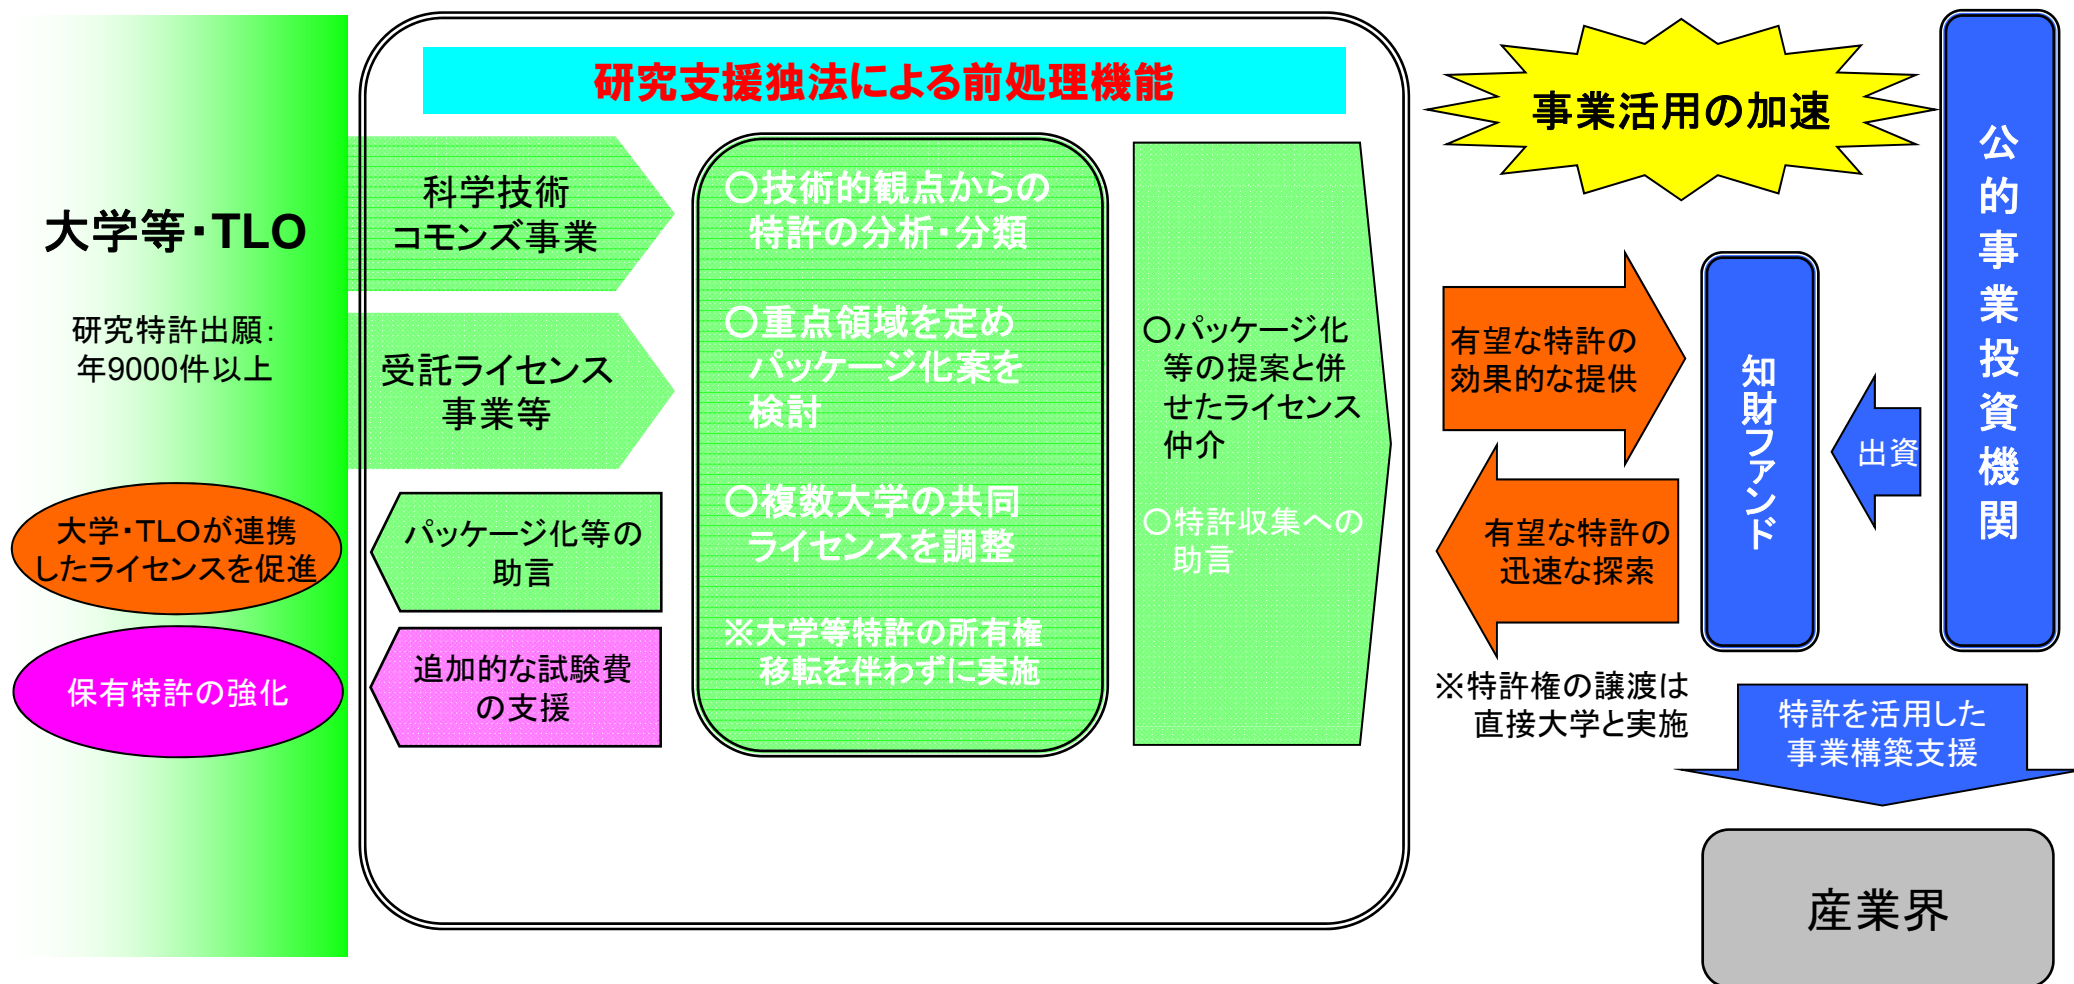 研究支援独法による前処理機能
大学等・TLO
研究特許出願：
年9000件以上
大学・TLOが連携
したライセンスを促進
保有特許の強化
科学技術
コモンズ事業
受託ライセンス
事業等
パッケージ化等の
助言
追加的な試験費
の支援
○技術的観点からの
特許の分析・分類
○重点領域を定め
パッケージ化案を
検討
○複数大学の共同
ライセンスを調整
※大学等特許の所有権
移転を伴わずに実施
○パッケージ化
等の提案と併
せたライセンス
仲介
○特許収集への
助言
事業活用の加速
有望な特許の
効果的な提供
有望な特許の
迅速な探索
※特許権の譲渡は
直接大学と実施
知財ファンド
出資
公的事業投資機関
特許を活用した
事業構築支援
産業界